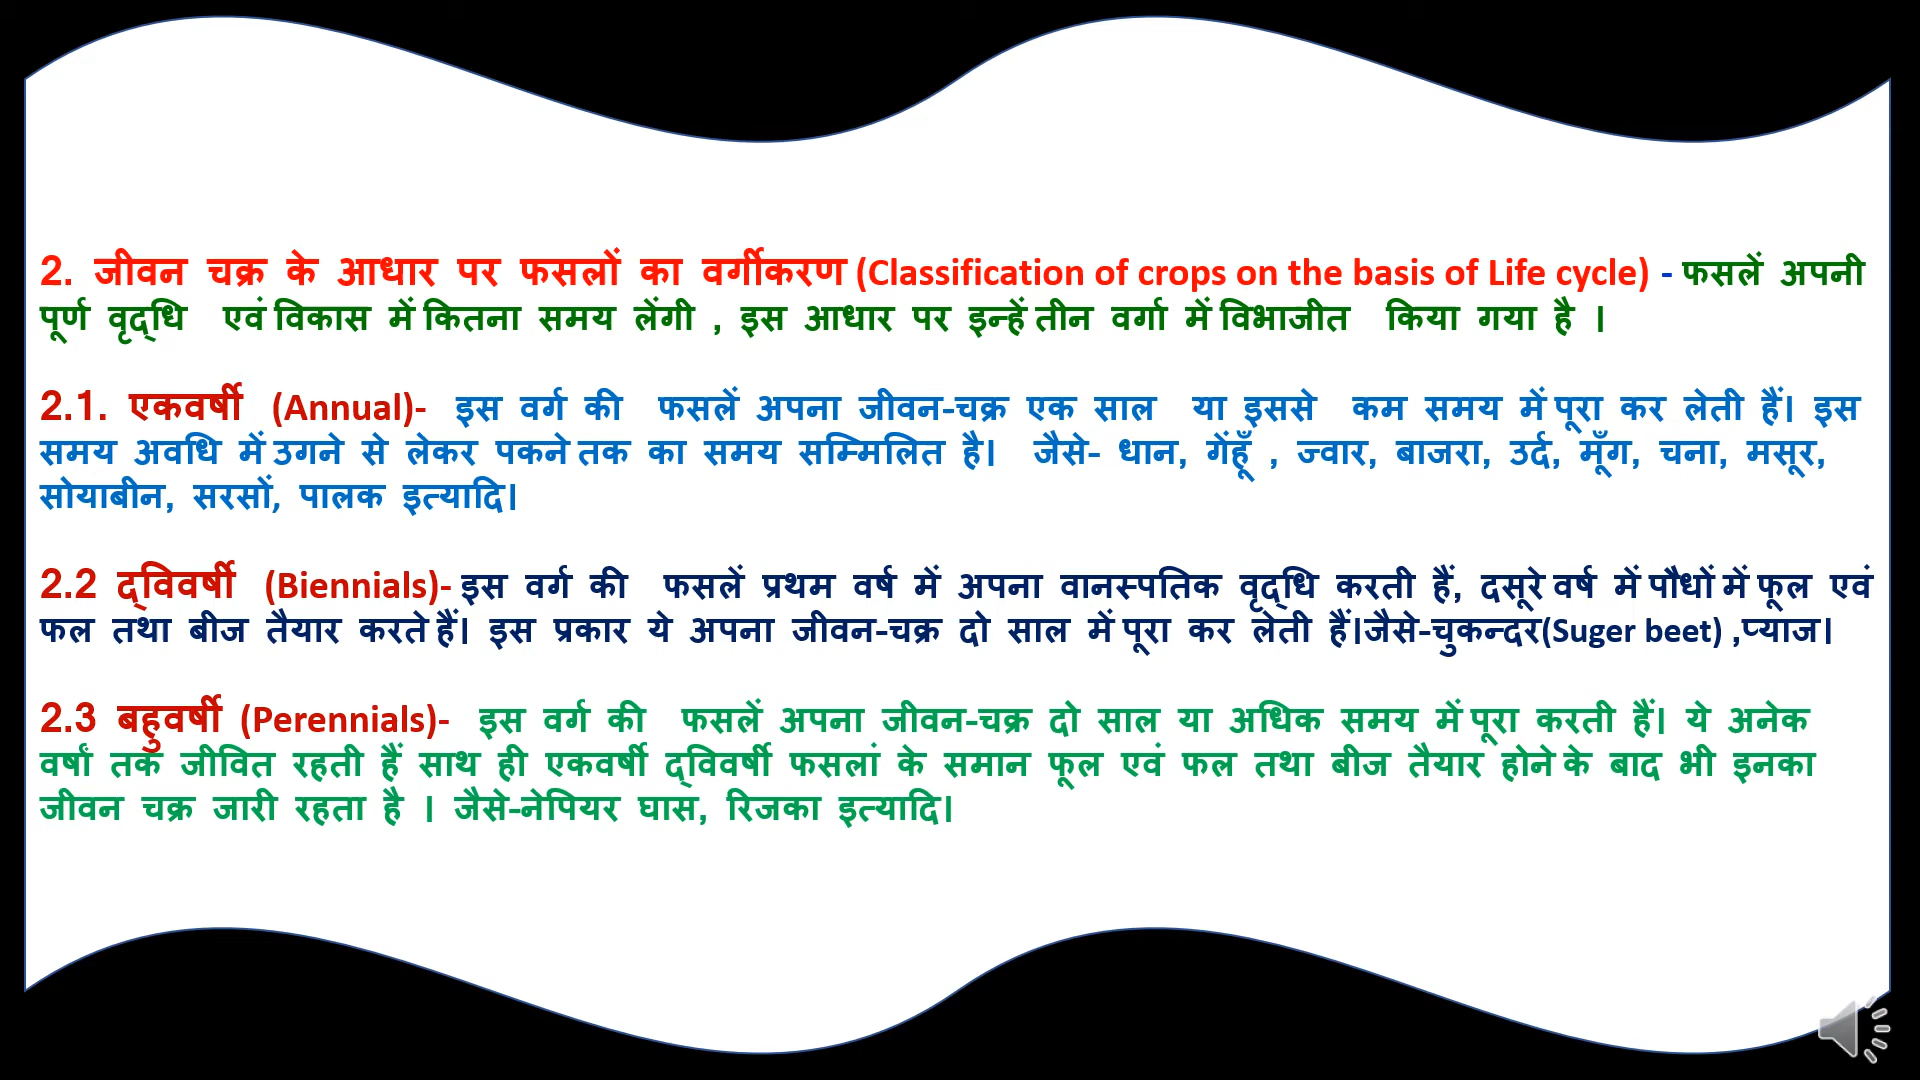 2. जीवन चक्र के आधार पर फसलों का वर्गीकरण (Classification of crops on the basis of Life cycle) - फसलें अपनी
पूर्ण वृद्धि एवं विकास में कितना समय लेंगी , इस आधार पर इन्हें तीन वर्गा में विभाजीत किया गया है ।
2.1. एकवर्षी (Annual)- इस वर्ग की फसलें अपना जीवन-चक्र एक साल या इससे कम समय में पूरा कर लेती हैं। इस
समय अवधि में उगने से लेकर पकने तक का समय सम्मिलित है। जैसे- धान, गेंहूँ , ज्वार, बाजरा, उर्द, मूँग, चना, मसूर,
सोयाबीन, सरसों, पालक इत्यादि।
2.2 द्विवर्षी (Biennials)- इस वर्ग की फसलें प्रथम वर्ष में अपना वानस्पतिक वृद्धि करती हैं, दसूरे वर्ष में पौधों में फूल एवं
फल तथा बीज तैयार करते हैं। इस प्रकार ये अपना जीवन-चक्र दो साल में पूरा कर लेती हैं।जैसे-चुकन्दर(Suger beet) ,प्याज।
2.3 बहुवर्षी (Perennials)- इस वर्ग की फसलें अपना जीवन-चक्र दो साल या अधिक समय में पूरा करती हैं। ये अनेक
वर्षां तक जीवित रहती हैं साथ ही एकवर्षी द्विवर्षी फसलां के समान फूल एवं फल तथा बीज तैयार होने के बाद भी इनका
जीवन चक्र जारी रहता है । जैसे-नेपियर घास, रिजका इत्यादि।